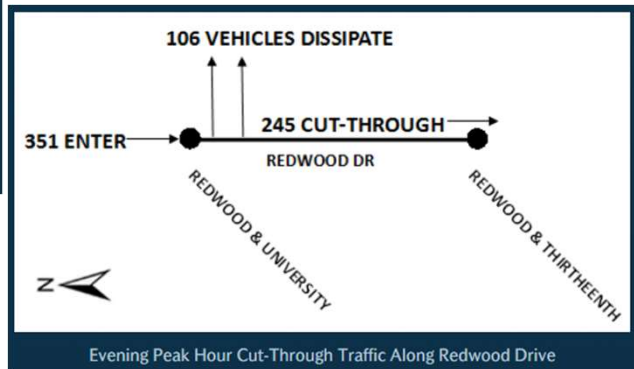 106 VEHICLES DISSIPATE
351 ENTER
245 CUT-THROUGH
REDWOOD DR
REDWOOD & UNIVERSITY
REDWOOD & THIRTHEENTH
N
Evening Peak Hour Cut-Through Traffic Along Redwood Drive